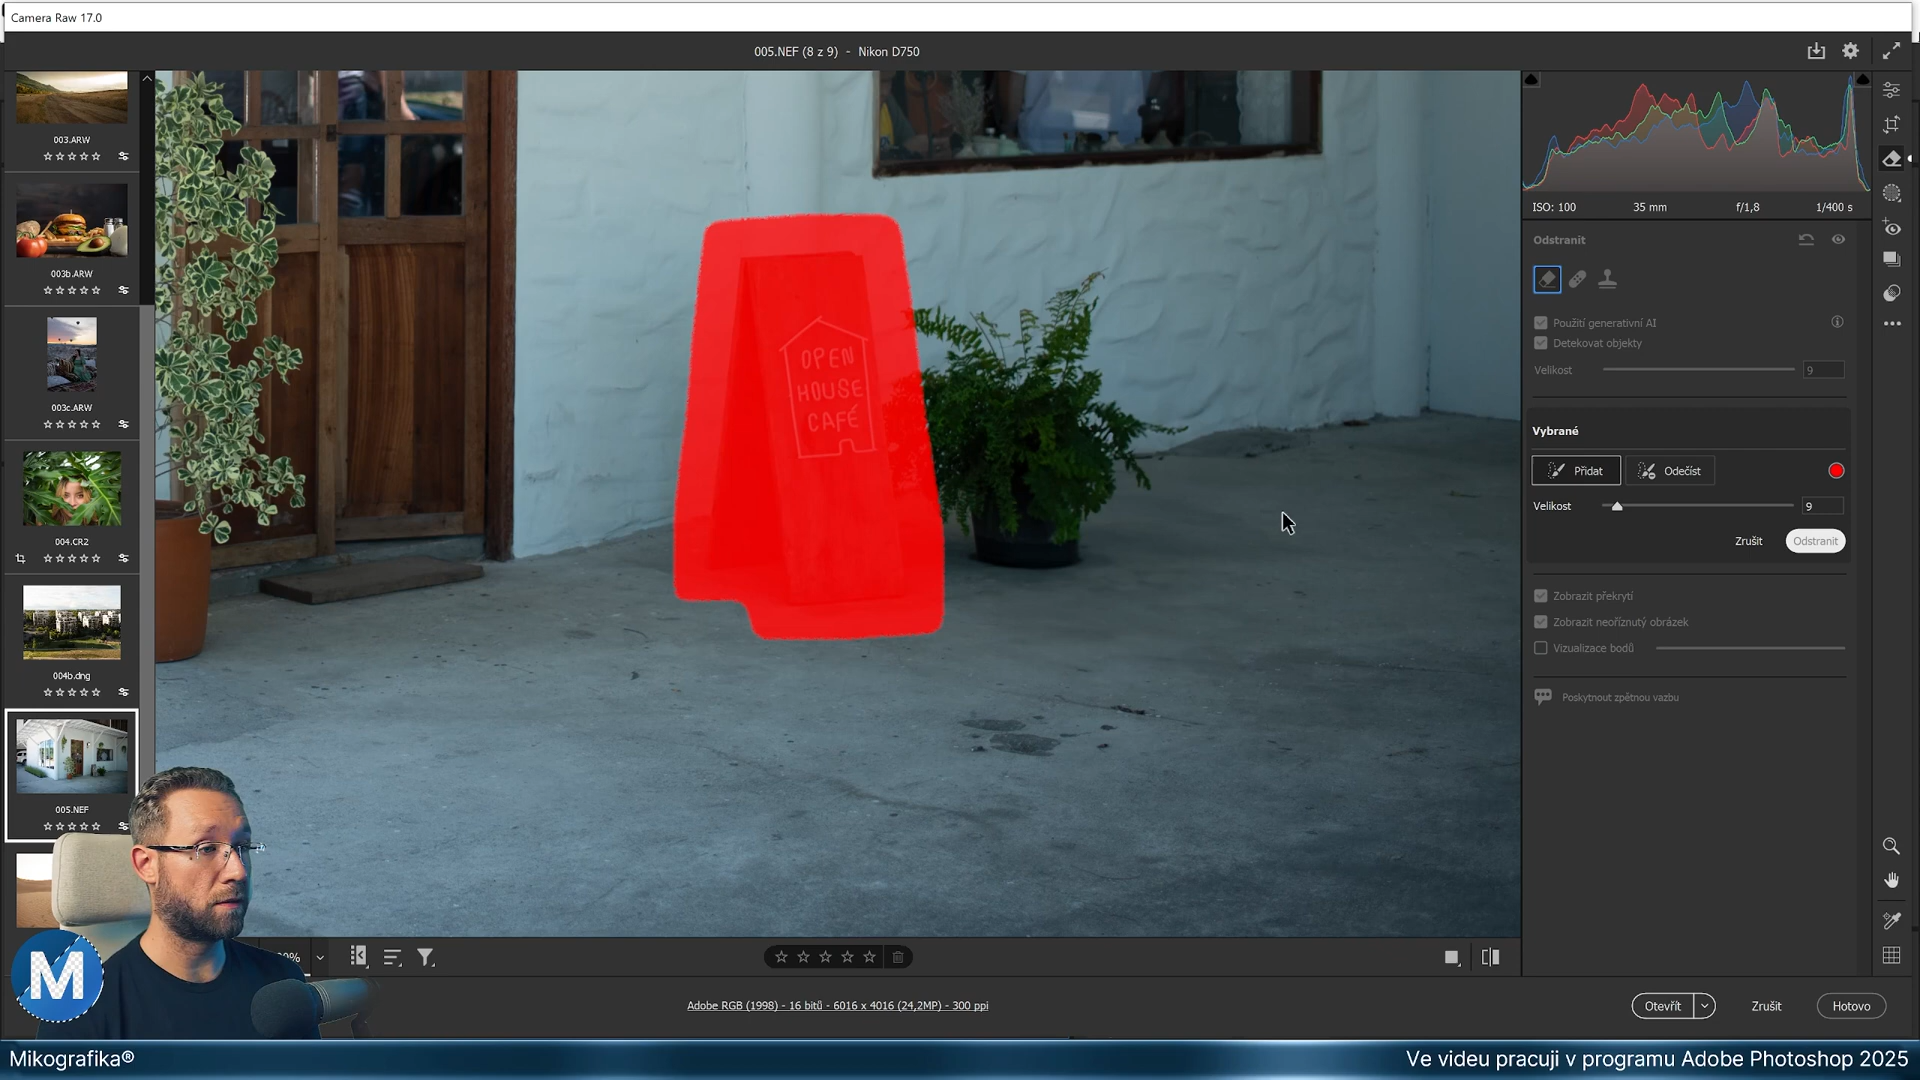 Camera Raw 17.0
005.NEF (8 z 9) - Nikon D750
003.ARW
003b.ARW
003c.ARW
004.CR2
004b.dng
005.NEF
OPEN
HOUSE
CAFÉ
ISO: 100 35 mm f/1,8 1/400 s
Odstranit
Použití generativní AI
Detekovat objekty
Velikost 9
Vybrané
Přidat Odečíst
Velikost 9
Zrušit Odstranit
Zobrazit překrytí
Zobrazit neoříznutý obrázek
Vizualizace bodů
Poskytnout zpětnou vazbu
Adobe RGB (1998) - 16 bitů - 6016 x 4016 (24,2MP) - 300 ppi
Otevřít Zrušit Hotovo
M
Mikografika®
Ve videu pracuji v programu Adobe Photoshop 2025